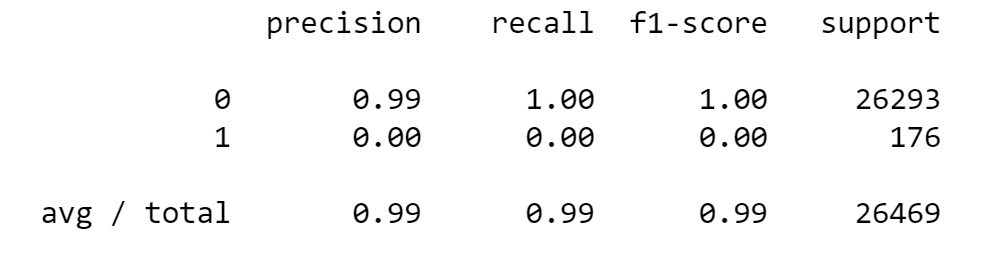 precision recall f1-score support
0 0.99 1.00 1.00 26293
1 0.00 0.00 0.00 176
avg / total 0.99 0.99 0.99 26469